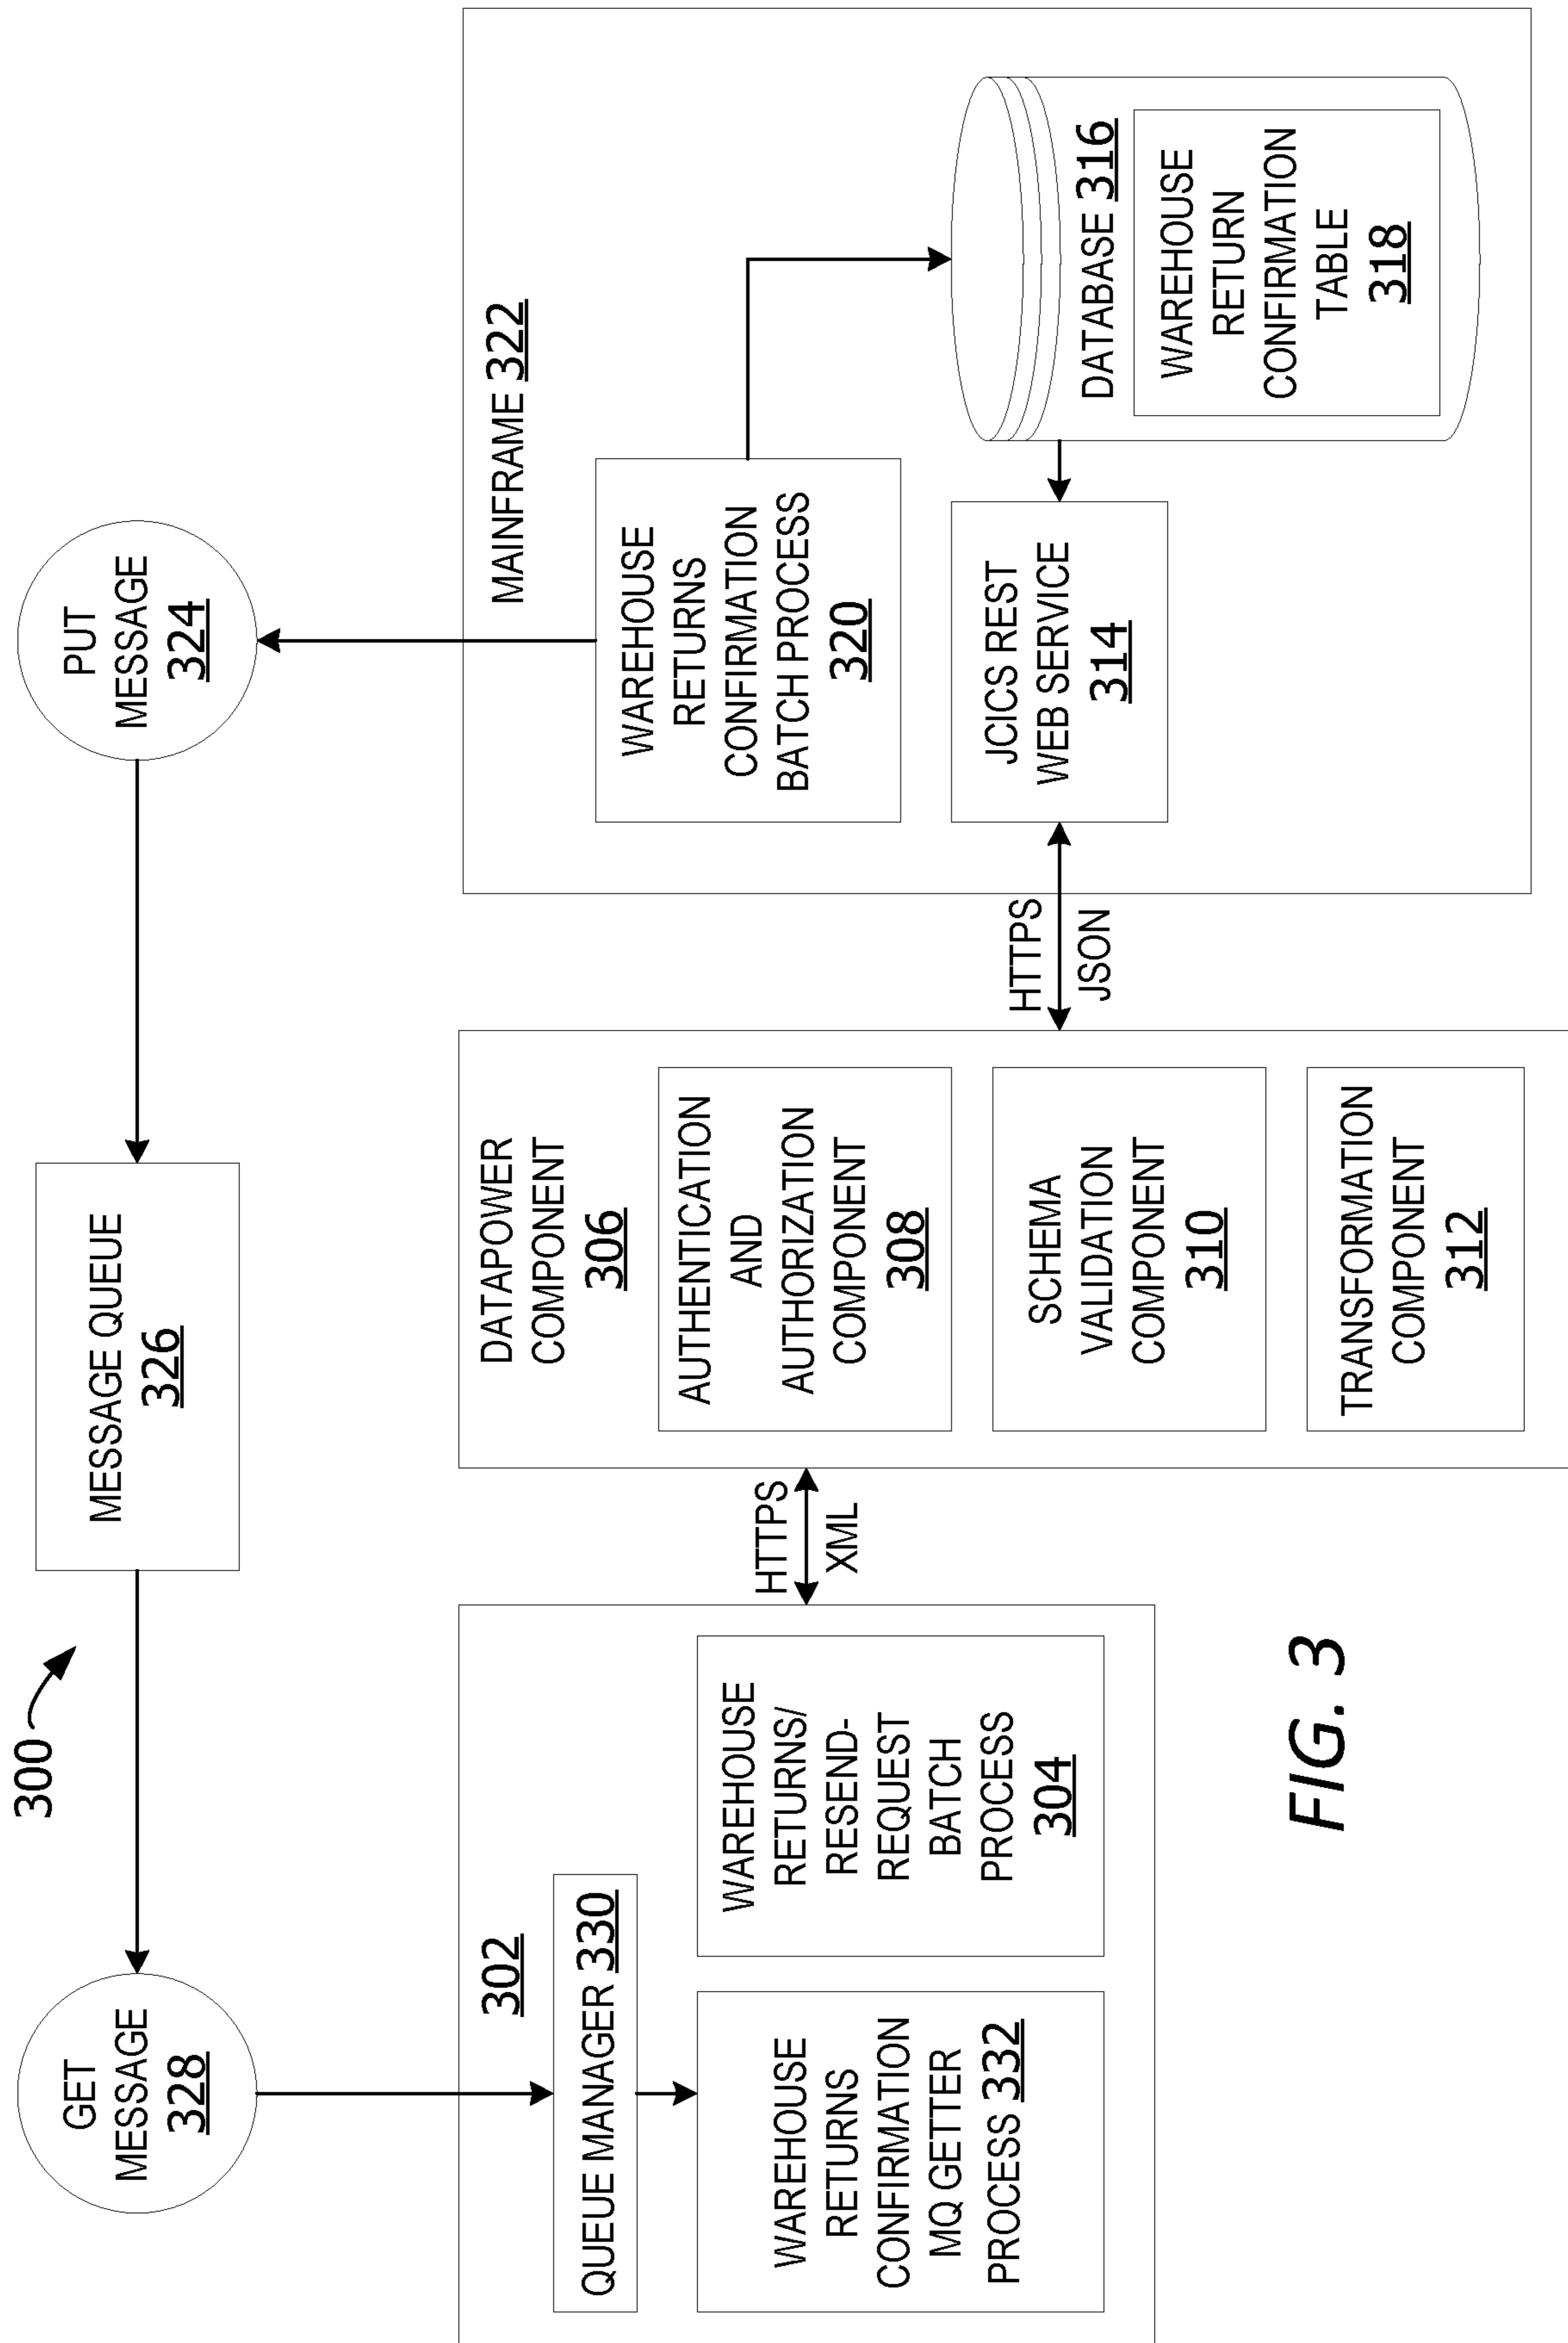 300
GET
MESSAGE
328
MESSAGE QUEUE
326
PUT
MESSAGE
324
302
QUEUE MANAGER 330
WAREHOUSE
RETURNS
CONFIRMATION
MQ GETTER
PROCESS 332
WAREHOUSE
RETURNS/
RESEND-
REQUEST
BATCH
PROCESS
304
HTTPS
XML
DATAPOWER
COMPONENT
306
AUTHENTICATION
AND
AUTHORIZATION
COMPONENT
308
SCHEMA
VALIDATION
COMPONENT
310
TRANSFORMATION
COMPONENT
312
HTTPS
JSON
MAINFRAME 322
WAREHOUSE
RETURNS
CONFIRMATION
BATCH PROCESS
320
JCICS REST
WEB SERVICE
314
DATABASE 316
WAREHOUSE
RETURN
CONFIRMATION
TABLE
318
FIG. 3